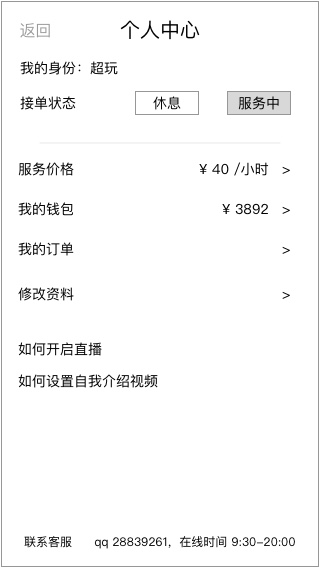 返回 个人中心
我的身份：超玩
接单状态 休息 服务中
服务价格 ¥ 40 /小时 >
我的钱包 ¥ 3892 >
我的订单 >
修改资料 >
如何开启直播
如何设置自我介绍视频
联系客服 qq 28839261，在线时间 9:30-20:00